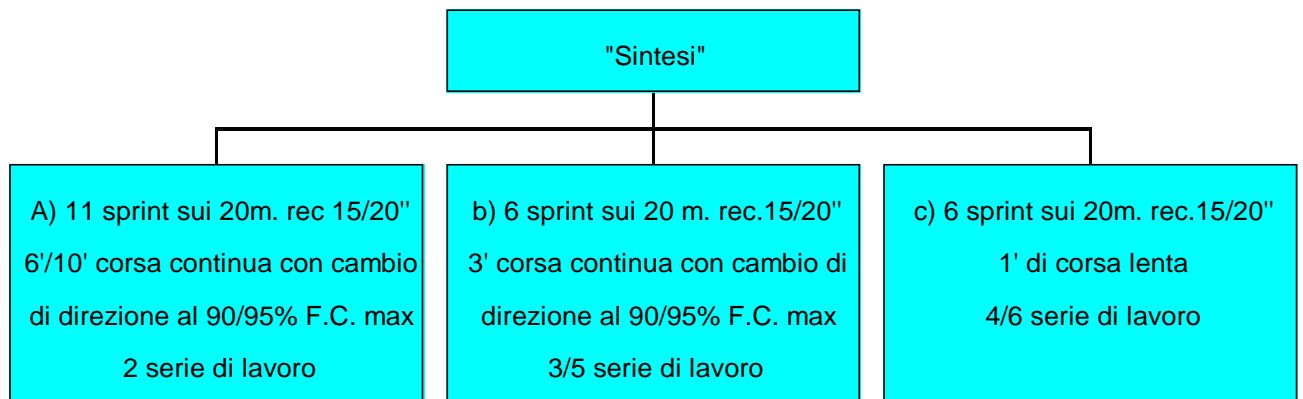 "Sintesi"
A) 11 sprint sui 20m. rec 15/20"
6'/10' corsa continua con cambio
di direzione al 90/95% F.C. max
2 serie di lavoro
b) 6 sprint sui 20 m. rec.15/20"
3' corsa continua con cambio di
direzione al 90/95% F.C. max
3/5 serie di lavoro
c) 6 sprint sui 20m. rec.15/20"
1' di corsa lenta
4/6 serie di lavoro